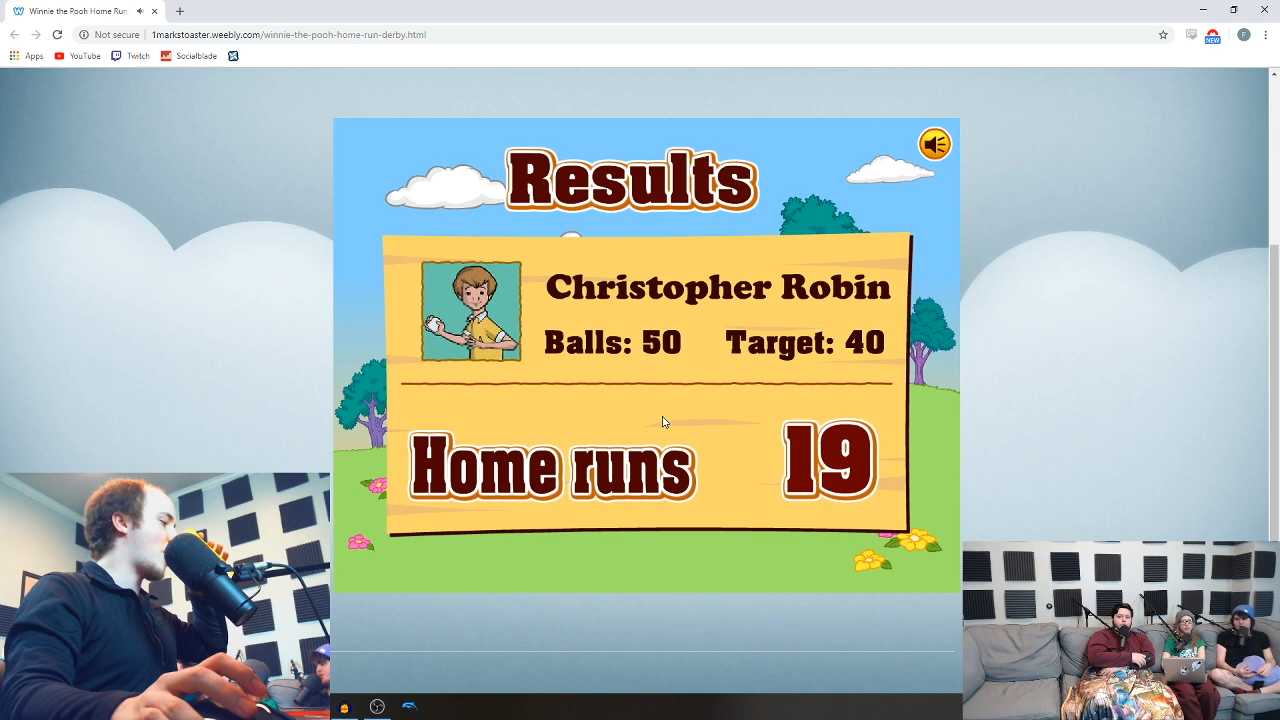 Winnie the Pooh Home Run
Not secure | 1markstoaster.weebly.com/winnie-the-pooh-home-run-derby.html
Apps YouTube Twitch Socialblade
NEW
F
Results
Christopher Robin
Balls: 50 Target: 40
Home runs 19